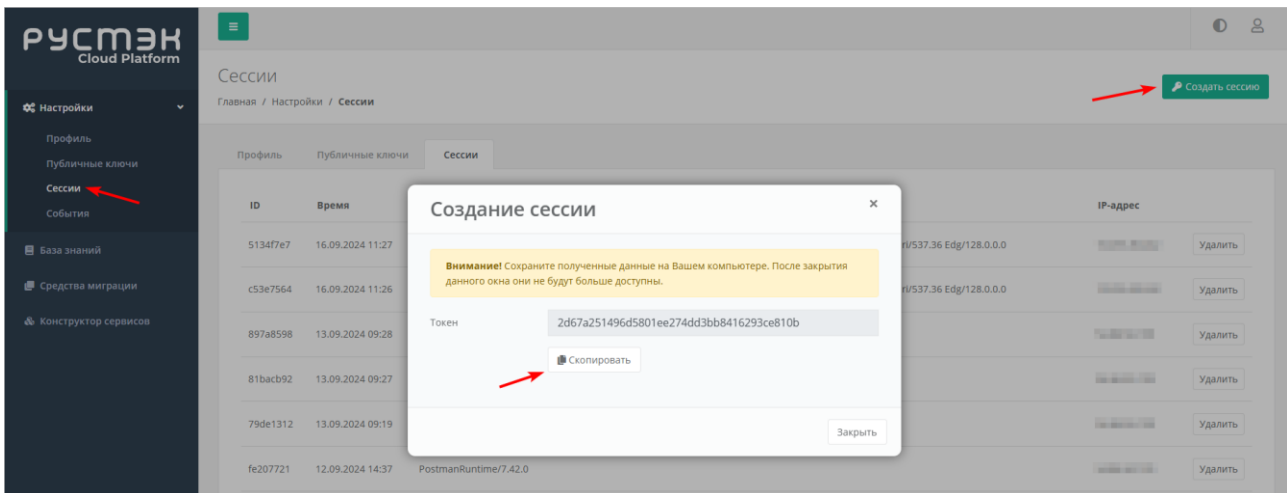 РУСТЭК
Cloud Platform
Настройки
Профиль
Публичные ключи
Сессии
События
База знаний
Средства миграции
Конструктор сервисов
Сессии
Главная / Настройки / Сессии
Создать сессию
Профиль Публичные ключи Сессии
ID Время IP-адрес
5134f7e7 16.09.2024 11:27 ri/537.36 Edg/128.0.0.0 Удалить
c53e7564 16.09.2024 11:26 ri/537.36 Edg/128.0.0.0 Удалить
897a8598 13.09.2024 09:28 Удалить
81bacb92 13.09.2024 09:27 Удалить
79de1312 13.09.2024 09:19 Удалить
fe207721 12.09.2024 14:37 PostmanRuntime/7.42.0 Удалить
Создание сессии ×
Внимание! Сохраните полученные данные на Вашем компьютере. После закрытия
данного окна они не будут больше доступны.
Токен 2d67a251496d5801ee274dd3bb8416293ce810b
Скопировать
Закрыть